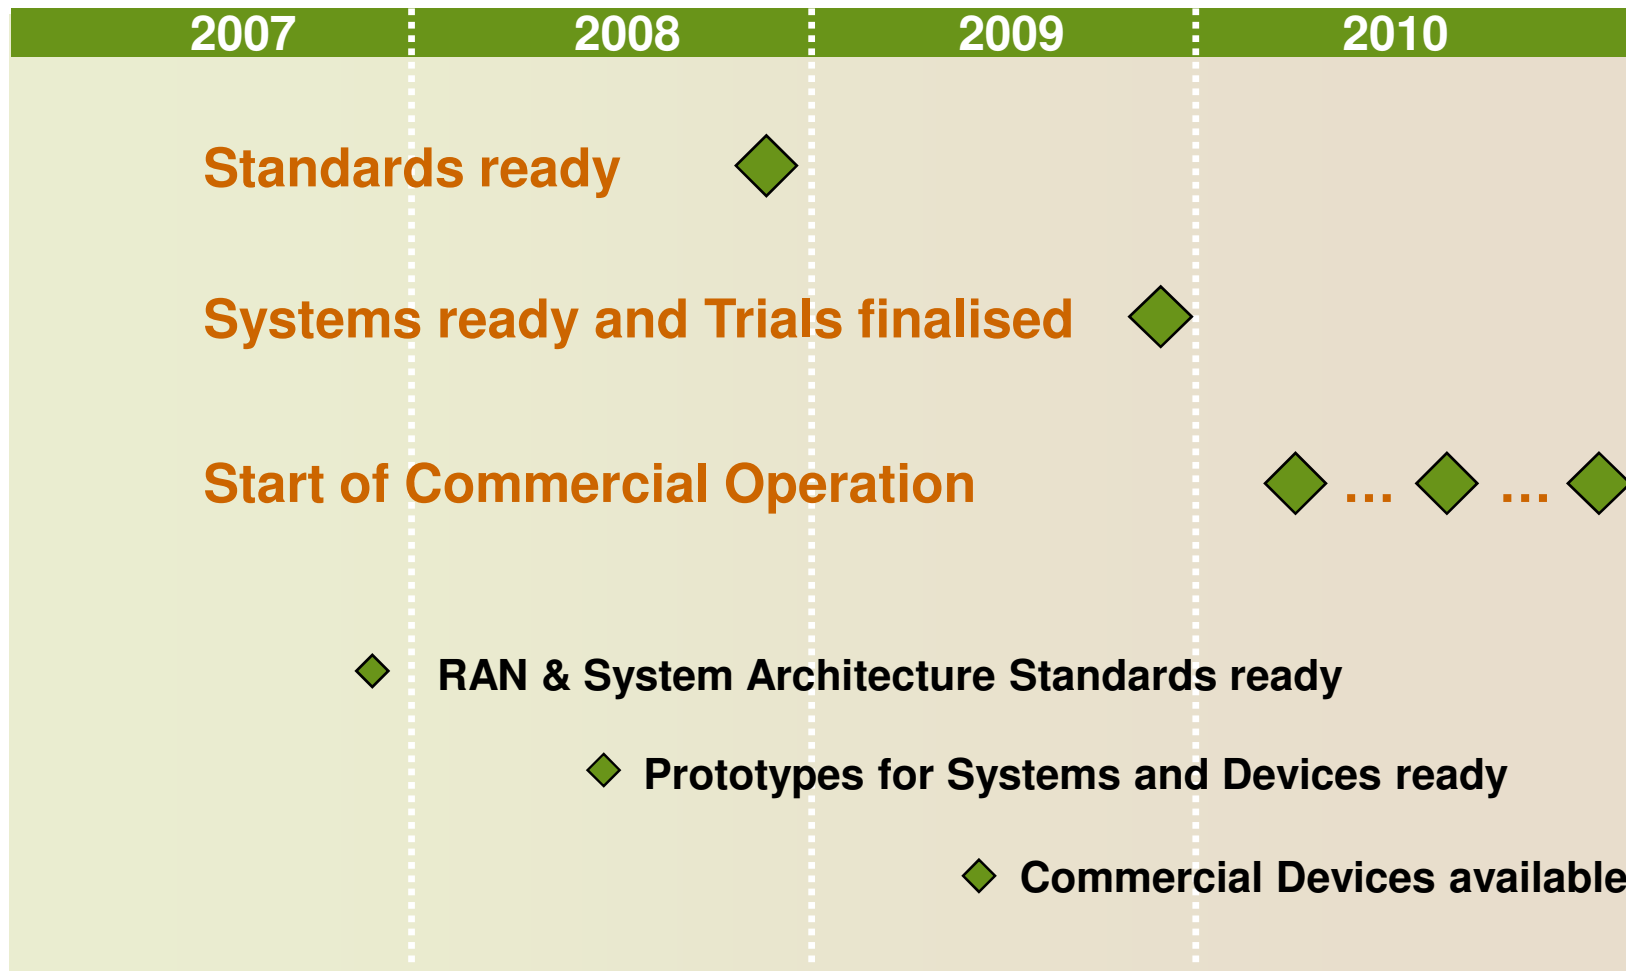 2007 2008 2009 2010
Standards ready
Systems ready and Trials finalised
Start of Commercial Operation ... ...
RAN & System Architecture Standards ready
Prototypes for Systems and Devices ready
Commercial Devices available